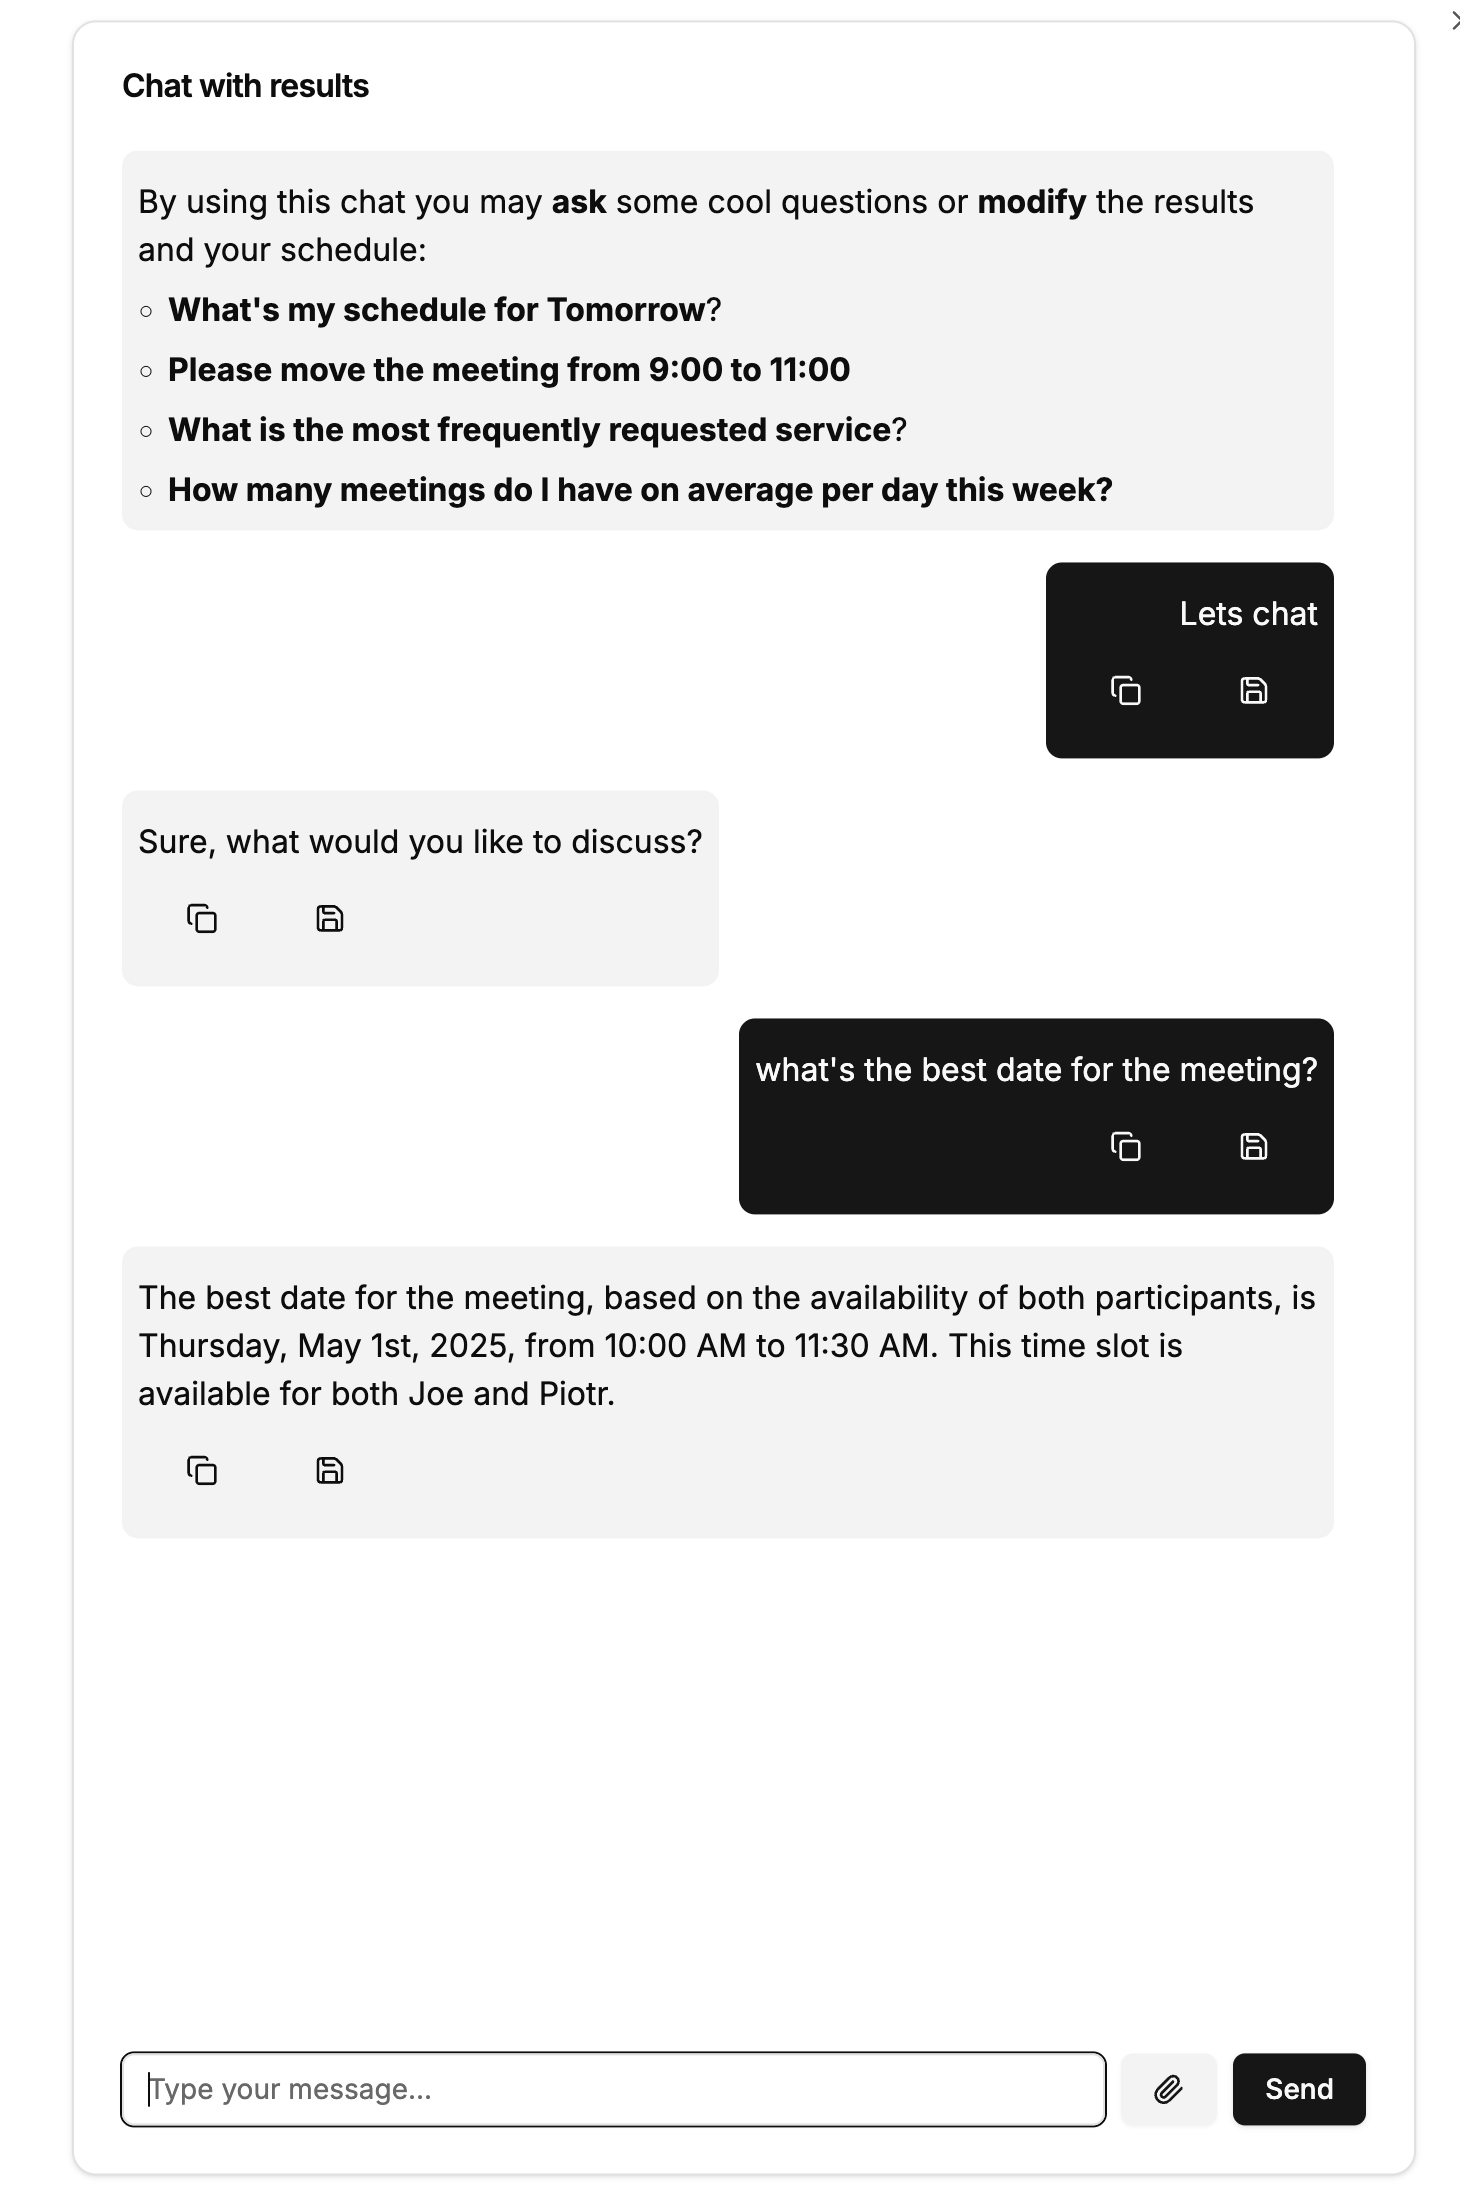 Chat with results
By using this chat you may ask some cool questions or modify the results
and your schedule:
What's my schedule for Tomorrow?
Please move the meeting from 9:00 to 11:00
What is the most frequently requested service?
How many meetings do I have on average per day this week?
Lets chat
Sure, what would you like to discuss?
what's the best date for the meeting?
The best date for the meeting, based on the availability of both participants, is
Thursday, May 1st, 2025, from 10:00 AM to 11:30 AM. This time slot is
available for both Joe and Piotr.
Type your message...
Send